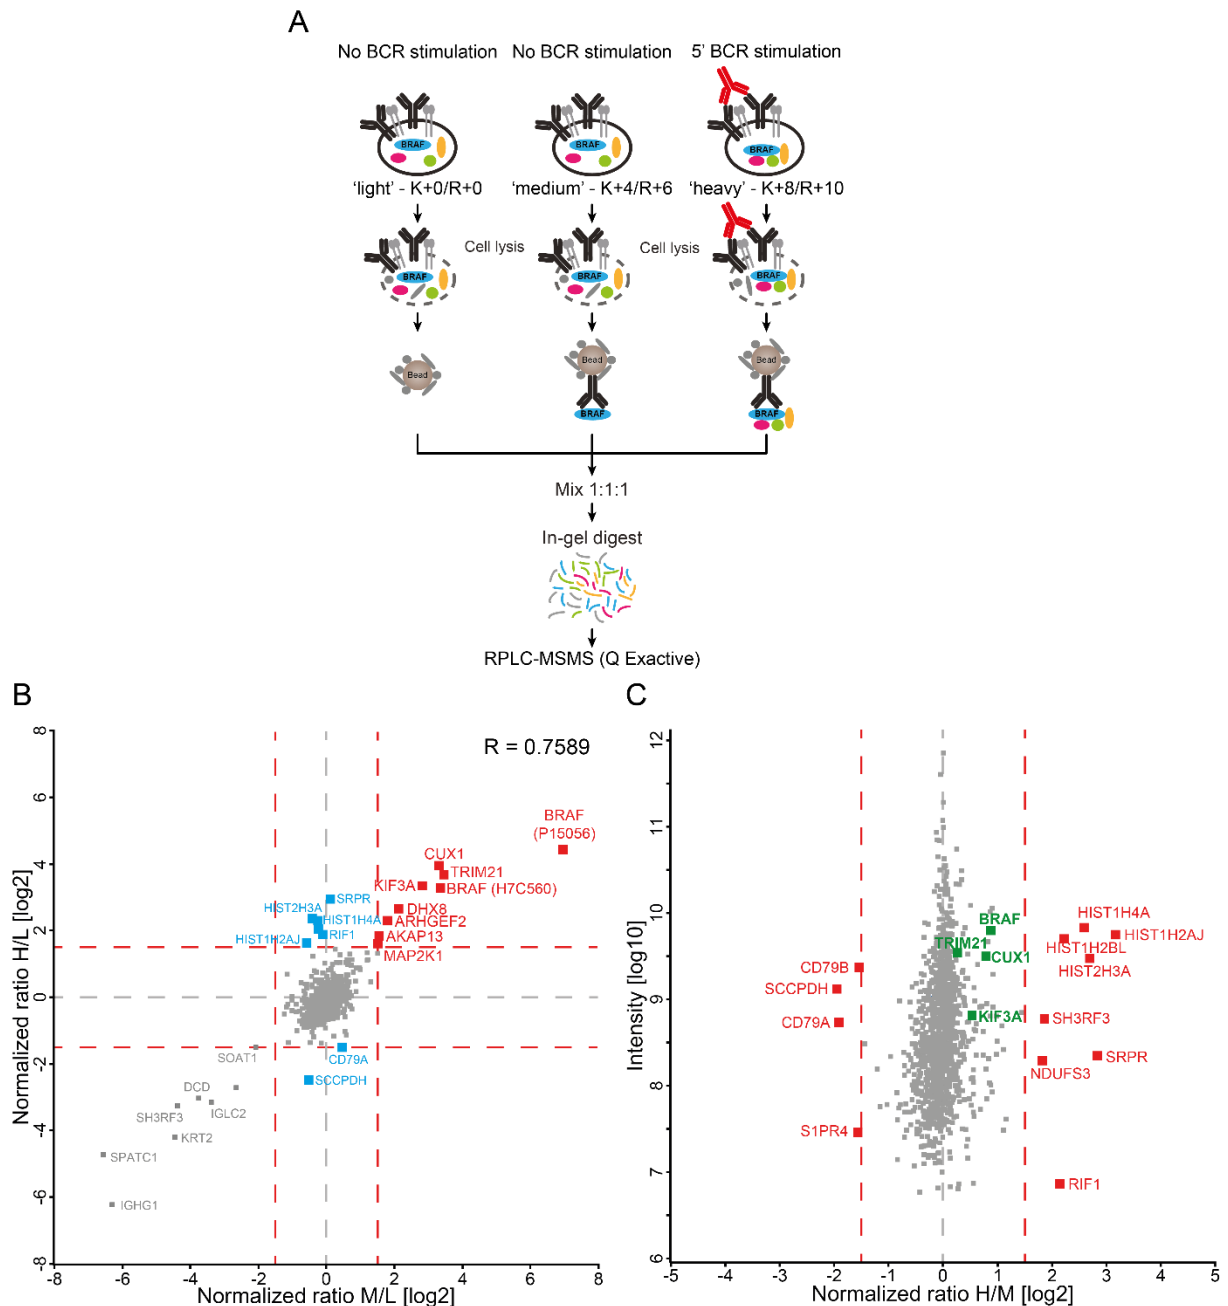 A
No BCR stimulation
No BCR stimulation
5' BCR stimulation
BRAF
BRAF
BRAF
'light' - K+0/R+0
'medium' - K+4/R+6
'heavy' - K+8/R+10
Cell lysis
Cell lysis
BRAF
BRAF
BRAF
Bead
Bead
Bead
BRAF
BRAF
Mix 1:1:1
In-gel digest
RPLC-MSMS (Q Exactive)
B
R = 0.7589
Normalized ratio H/L [log2]
8
6
4
2
0
-2
-4
-6
-8
BRAF
(P15056)
CUX1
TRIM21
KIF3A
BRAF (H7C560)
SRPR
HIST2H3A
DHX8
HIST1H4A
ARHGEF2
RIF1
AKAP13
HIST1H2AJ
MAP2K1
SOAT1
CD79A
SCCPDH
DCD
IGLC2
SH3RF3
KRT2
SPATC1
IGHG1
-8
-6
-4
-2
0
2
4
6
8
Normalized ratio M/L [log2]
C
Intensity [log10]
12
11
10
9
8
7
6
BRAF
HIST1H4A
HIST1H2AJ
TRIM21
HIST1H2BL
CUX1
CD79B
HIST2H3A
SCCPDH
CD79A
KIF3A
SH3RF3
SRPR
NDUFS3
S1PR4
RIF1
-5
-4
-3
-2
-1
0
1
2
3
4
5
Normalized ratio H/M [log2]